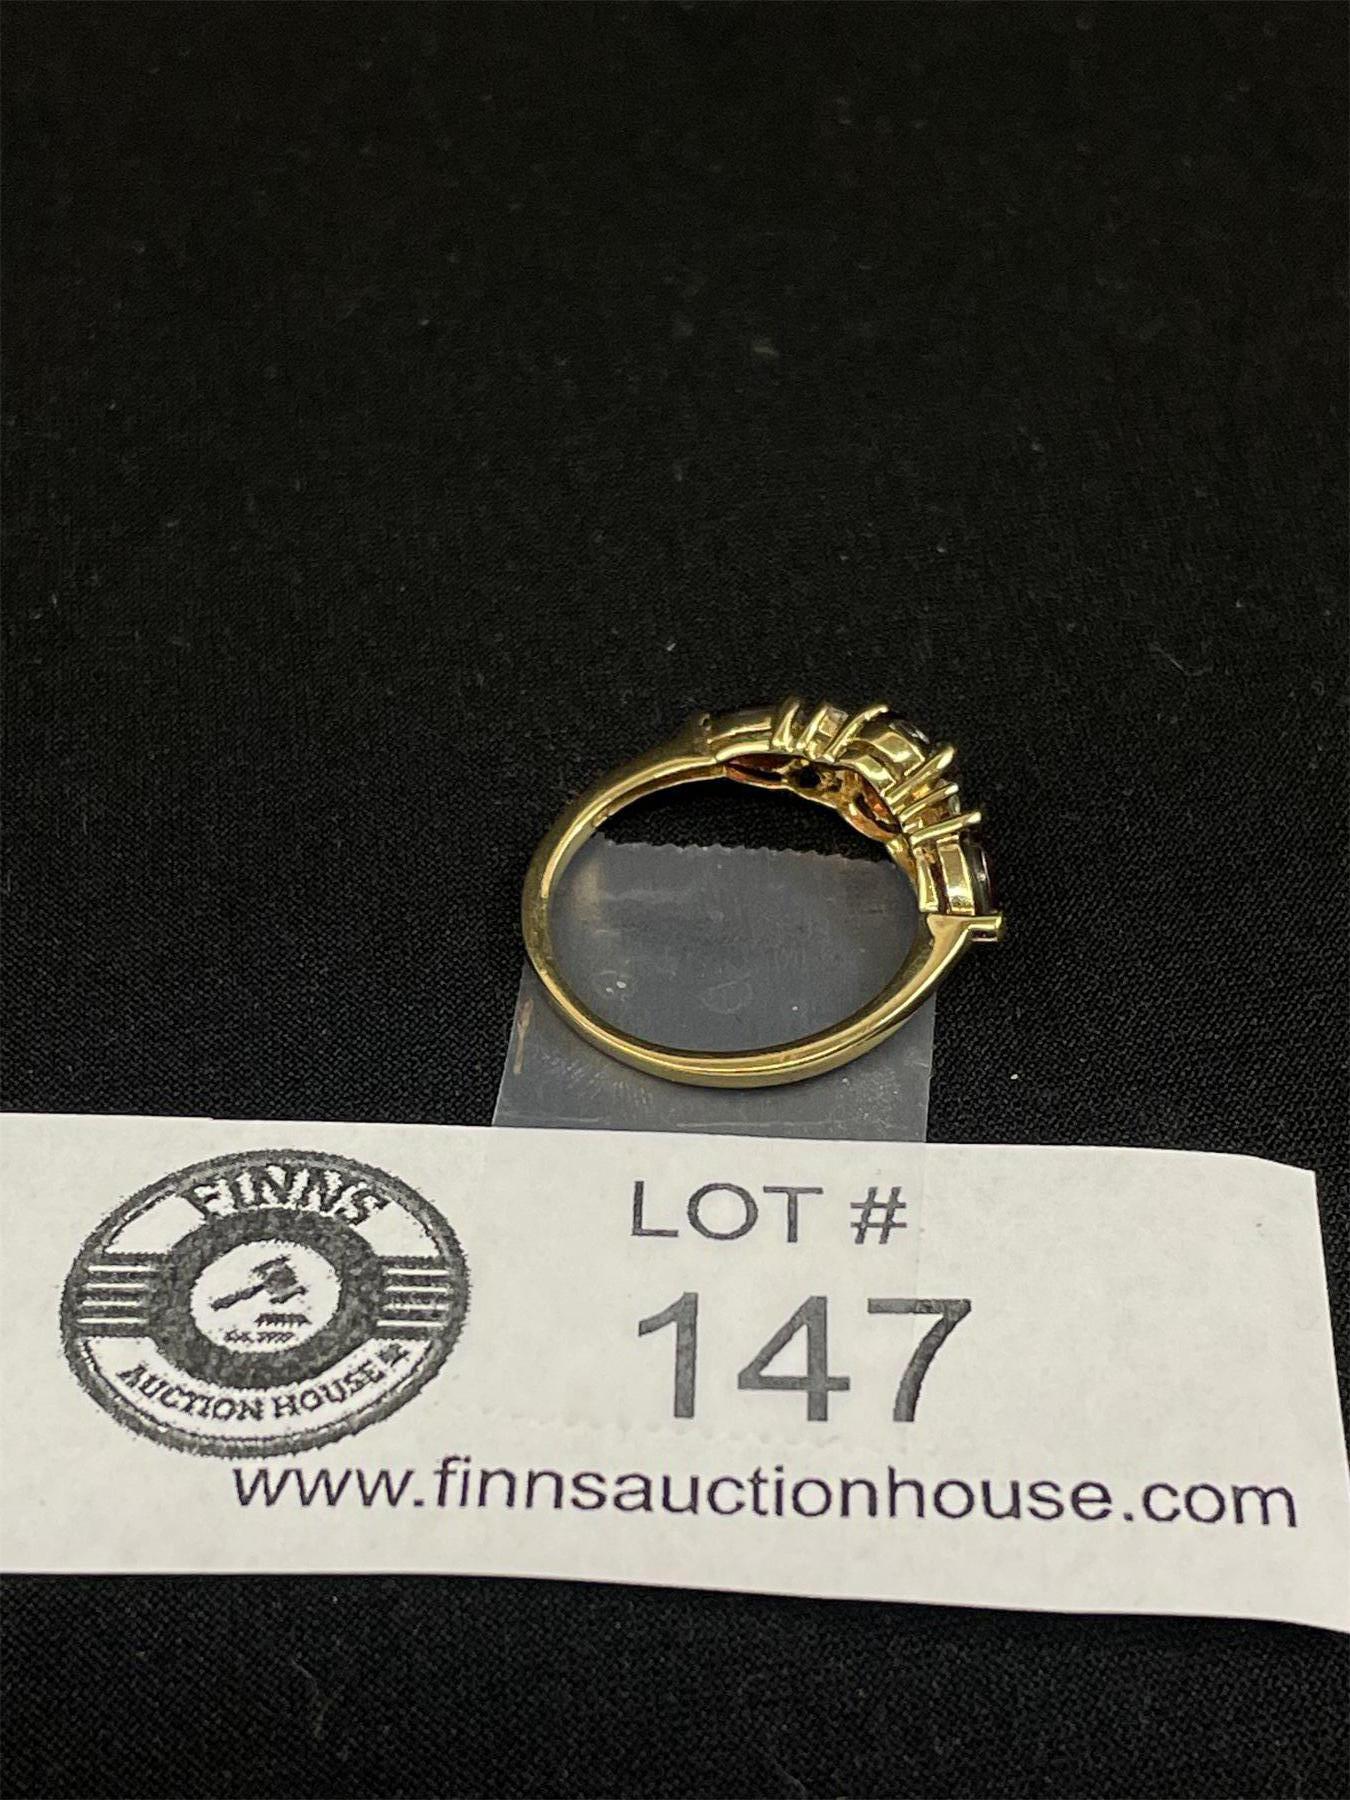 FINNS
AUCTION HOUSE
LOT #
147
www.finnsauctionhouse.com